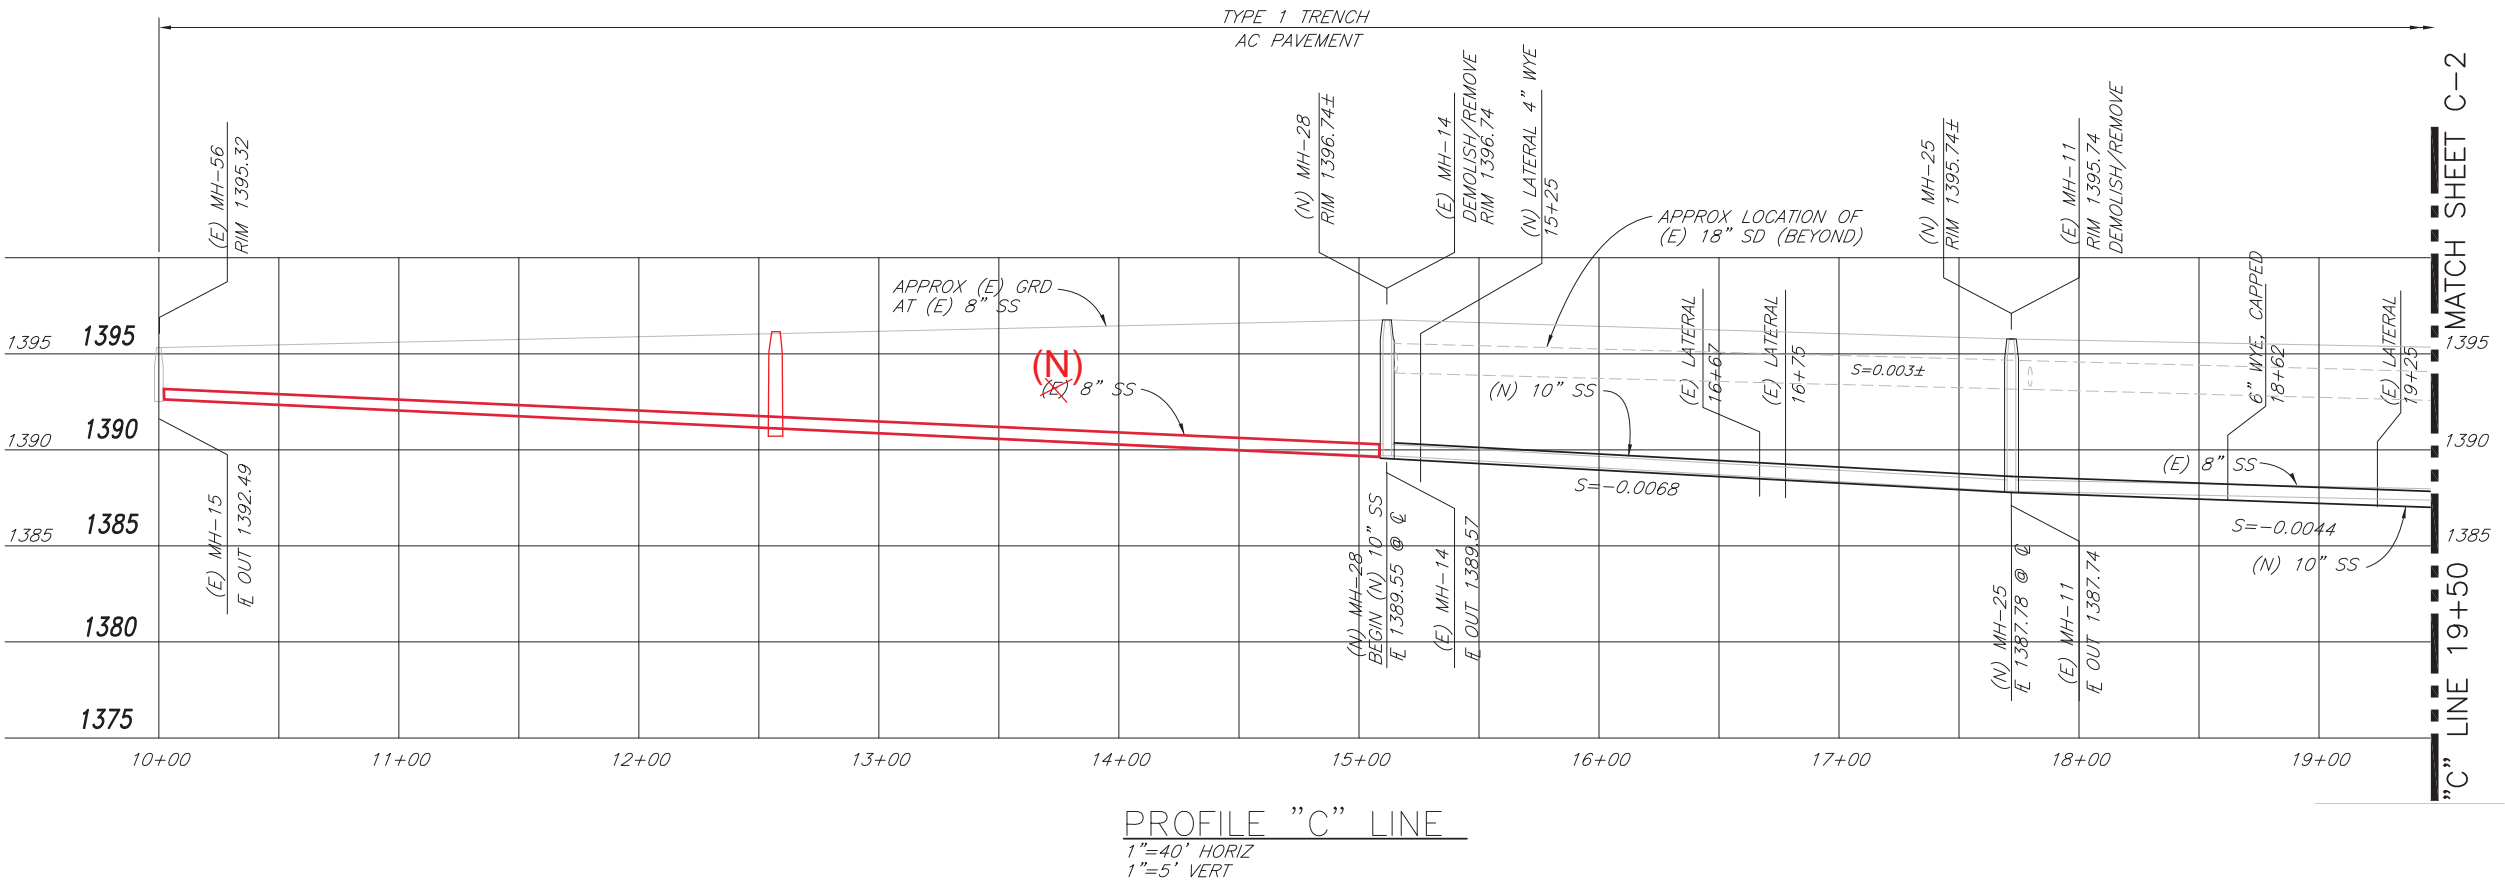 TYPE 1 TRENCH
AC PAVEMENT
(E) MH-56
RIM 1395.32
(N) MH-28
RIM 1396.74±
(E) MH-14
DEMOLISH/REMOVE
RIM 1396.74
(N) LATERAL 4" WYE
15+25
APPROX LOCATION OF
(E) 18" SD (BEYOND)
(N) MH-25
RIM 1395.74±
(E) MH-11
RIM 1395.74
DEMOLISH/REMOVE
MATCH SHEET C-2
"C" LINE 19+50
APPROX (E) GRD
AT (E) 8" SS
(E) LATERAL
16+67
(E) LATERAL
16+75
6" WYE, CAPPED
18+62
(E) LATERAL
19+25
1395
1395
1395
(N)
(E) 8" SS
(N) 10" SS
S=0.003±
1390
1390
1390
(E) 8" SS
S=-0.0068
S=-0.0044
(N) 10" SS
1385
1385
1385
(E) MH-15
FL OUT 1392.49
(N) MH-28
BEGIN (N) 10" SS
FL 1389.55 @ CL
(E) MH-14
FL OUT 1389.57
(N) MH-25
FL 1387.78 @ CL
(E) MH-11
FL OUT 1387.74
1380
1375
10+00
11+00
12+00
13+00
14+00
15+00
16+00
17+00
18+00
19+00
PROFILE "C" LINE
1"=40' HORIZ
1"=5' VERT